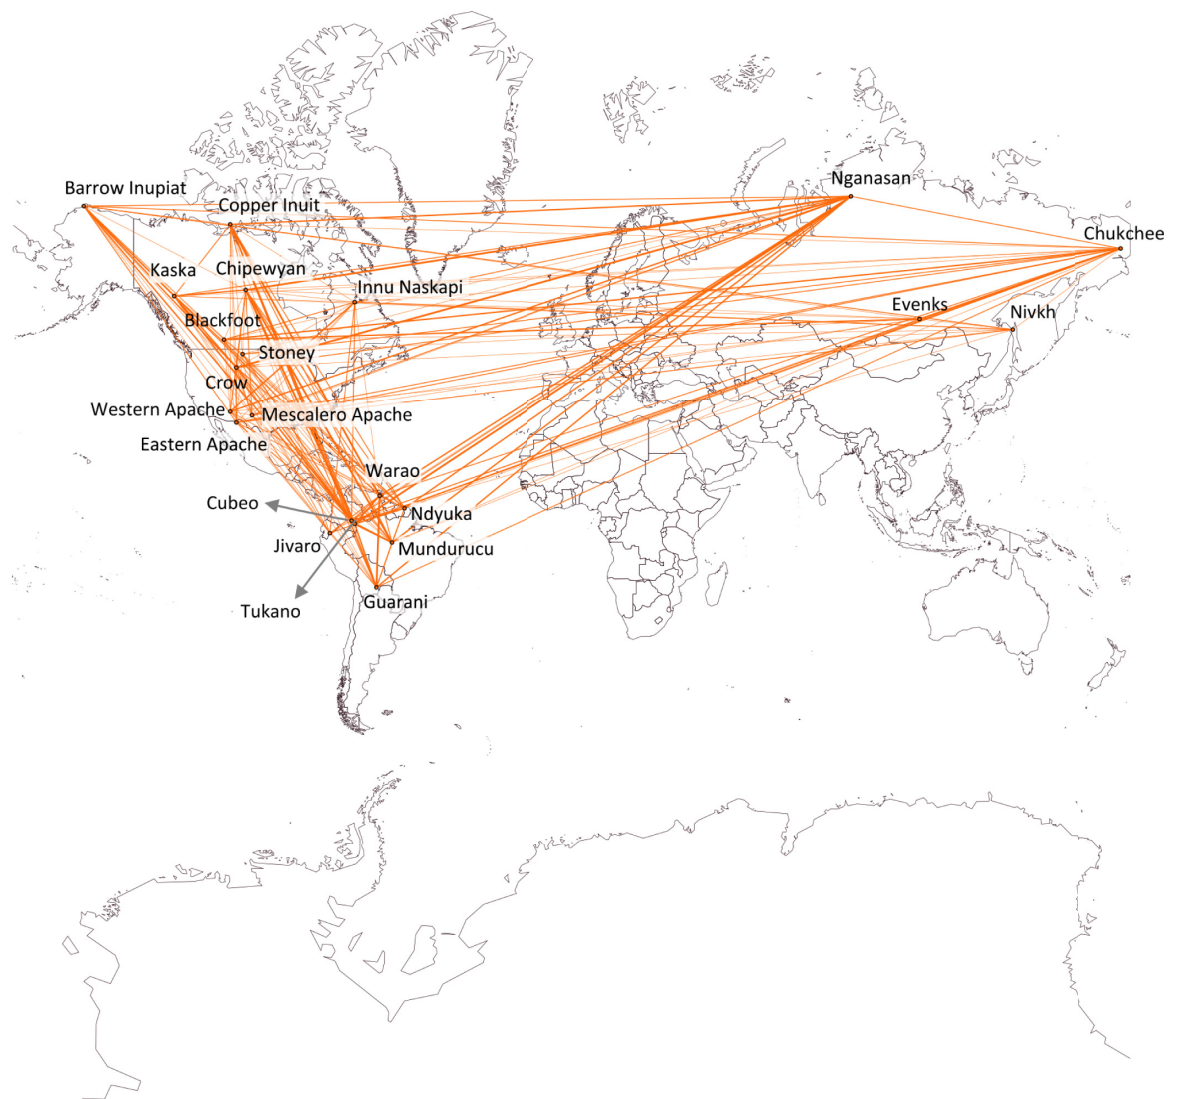 Nganasan
Barrow Inupiat
Copper Inuit
Chukchee
Kaska
Chipewyan
Innu Naskapi
Evenks
Nivkh
Blackfoot
Stoney
Crow
Western Apache
Mescalero Apache
Eastern Apache
Warao
Cubeo
Ndyuka
Jivaro
Mundurucu
Guarani
Tukano